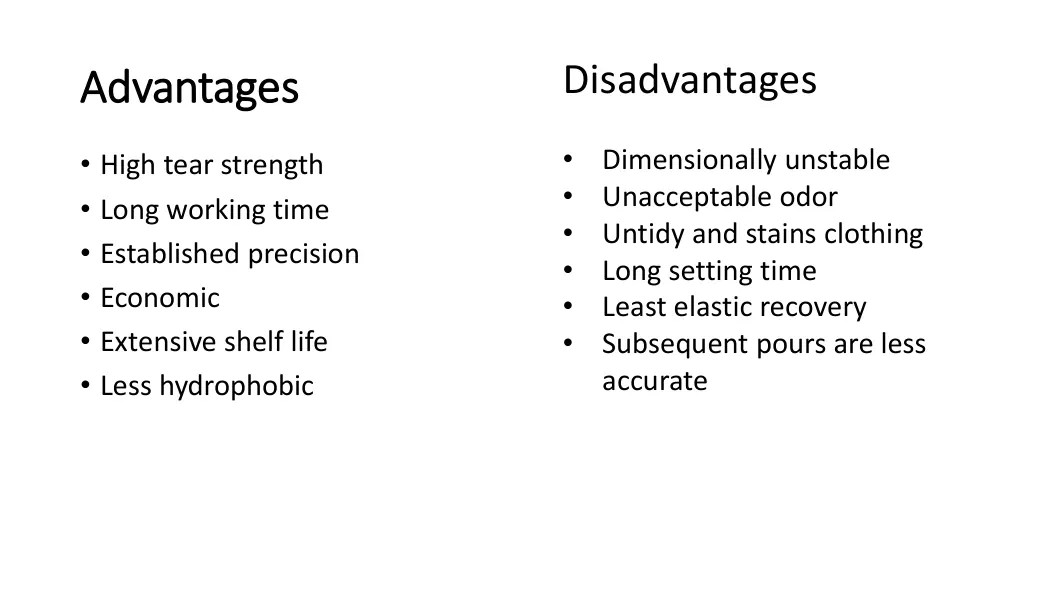 Advantages
• High tear strength
• Long working time
• Established precision
• Economic
• Extensive shelf life
• Less hydrophobic
Disadvantages
• Dimensionally unstable
• Unacceptable odor
• Untidy and stains clothing
• Long setting time
• Least elastic recovery
• Subsequent pours are less
accurate